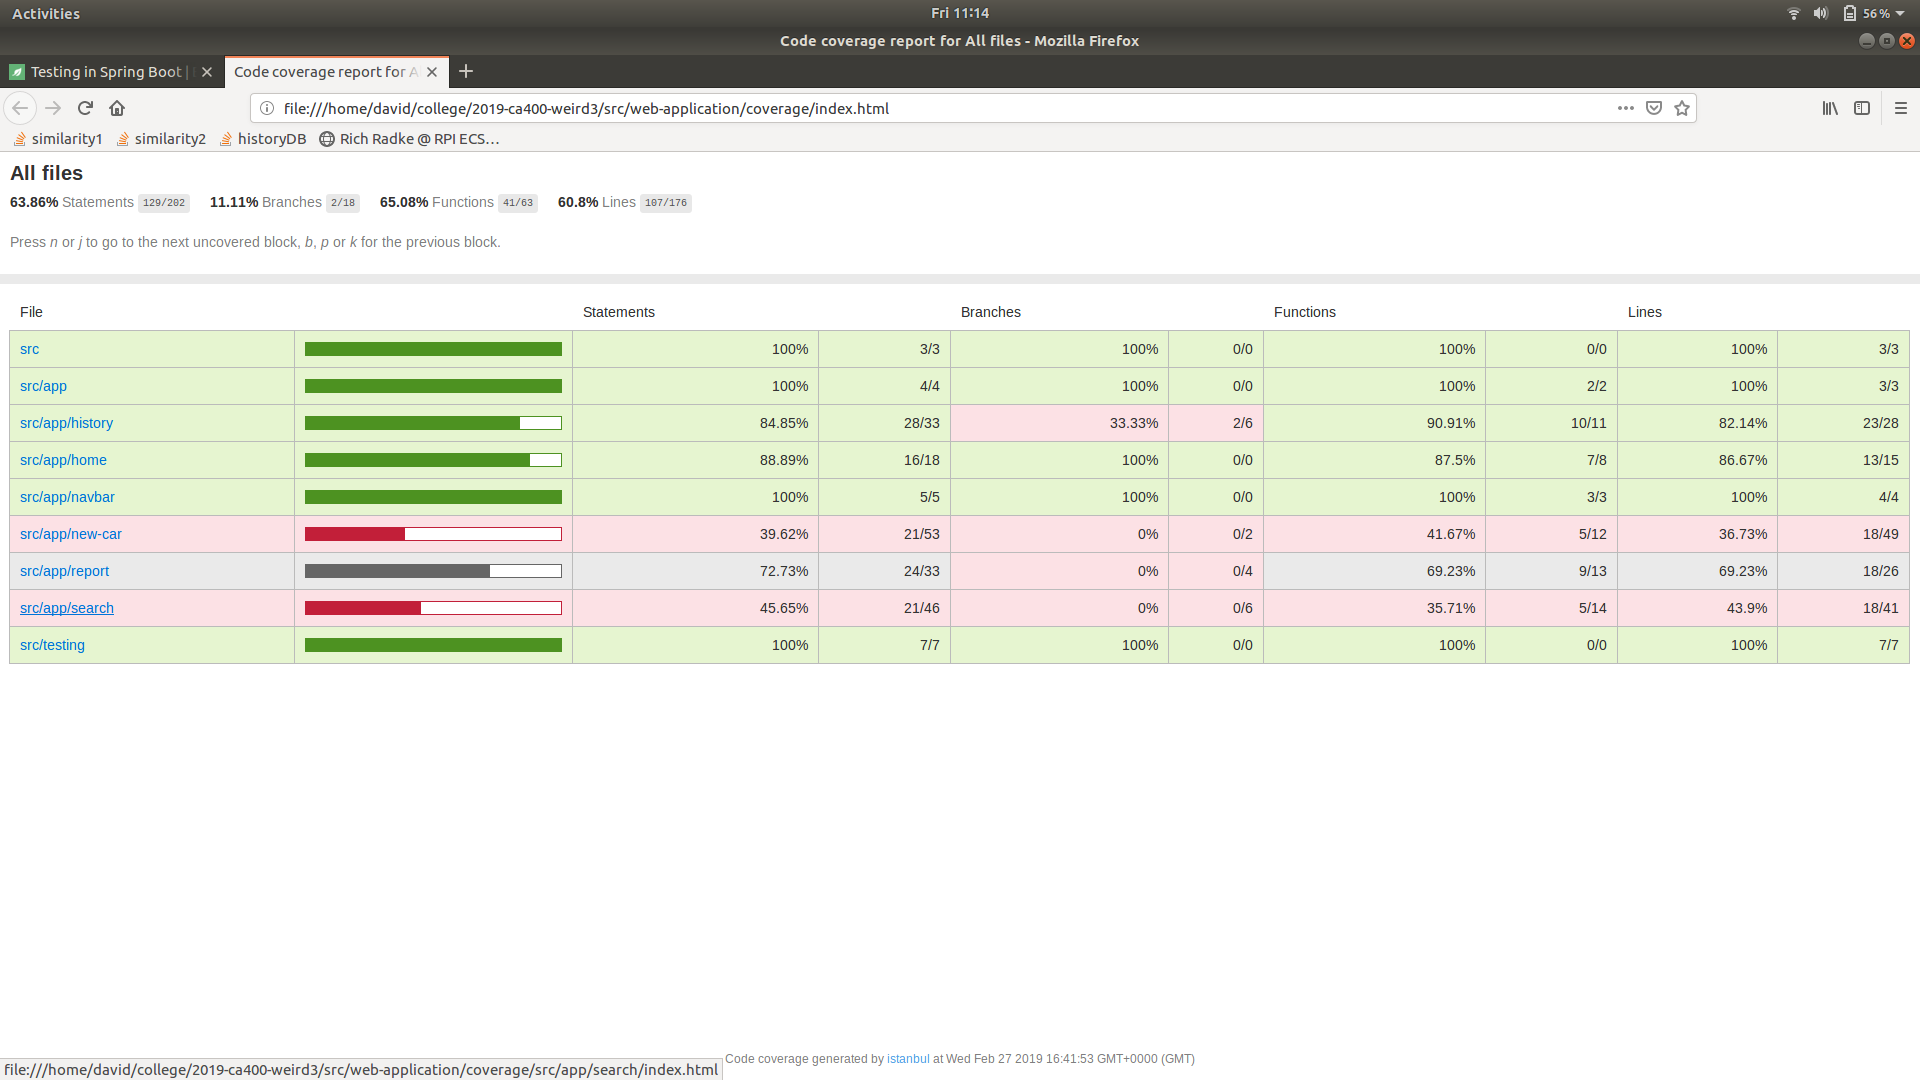 Activities
Fri 11:14
56 %
Code coverage report for All files - Mozilla Firefox
Testing in Spring Boot |
Code coverage report for A
file:///home/david/college/2019-ca400-weird3/src/web-application/coverage/index.html
similarity1 similarity2 historyDB Rich Radke @ RPI ECS…
All files
63.86% Statements 129/202 11.11% Branches 2/18 65.08% Functions 41/63 60.8% Lines 107/176
Press n or j to go to the next uncovered block, b, p or k for the previous block.
File Statements Branches Functions Lines
src 100% 3/3 100% 0/0 100% 0/0 100% 3/3
src/app 100% 4/4 100% 0/0 100% 2/2 100% 3/3
src/app/history 84.85% 28/33 33.33% 2/6 90.91% 10/11 82.14% 23/28
src/app/home 88.89% 16/18 100% 0/0 87.5% 7/8 86.67% 13/15
src/app/navbar 100% 5/5 100% 0/0 100% 3/3 100% 4/4
src/app/new-car 39.62% 21/53 0% 0/2 41.67% 5/12 36.73% 18/49
src/app/report 72.73% 24/33 0% 0/4 69.23% 9/13 69.23% 18/26
src/app/search 45.65% 21/46 0% 0/6 35.71% 5/14 43.9% 18/41
src/testing 100% 7/7 100% 0/0 100% 0/0 100% 7/7
Code coverage generated by istanbul at Wed Feb 27 2019 16:41:53 GMT+0000 (GMT)
file:///home/david/college/2019-ca400-weird3/src/web-application/coverage/src/app/search/index.html